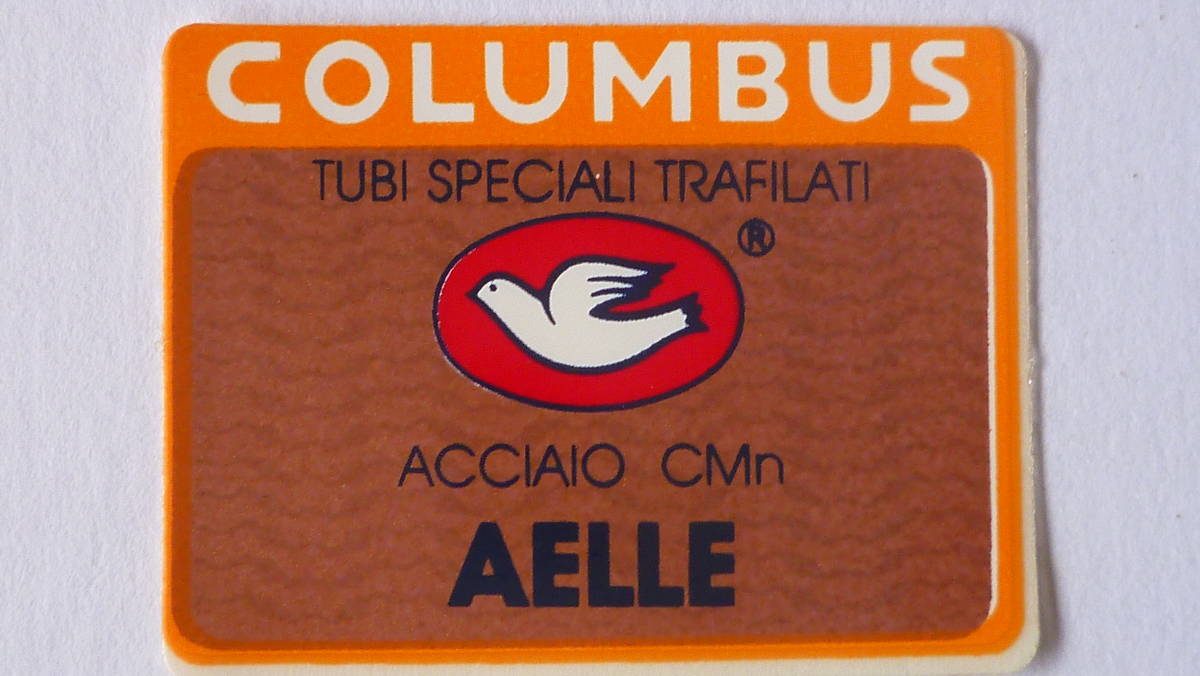 COLUMBUS
TUBI SPECIALI TRAFILATI
®
ACCIAIO CMn
AELLE